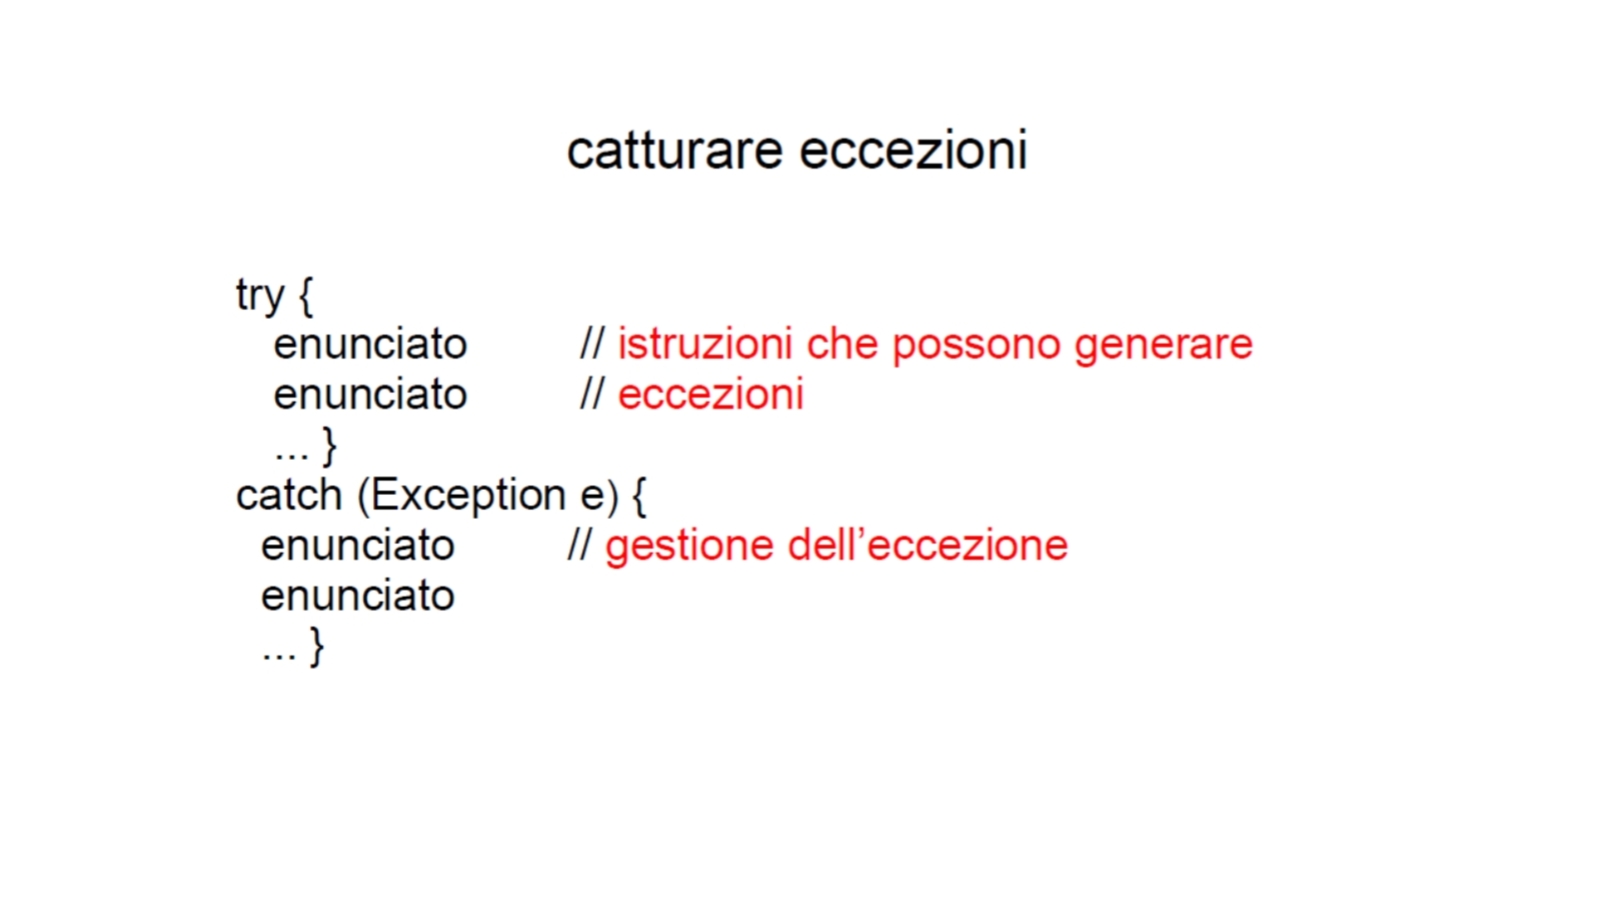 catturare eccezioni
try {
enunciato // istruzioni che possono generare
enunciato // eccezioni
... }
catch (Exception e) {
enunciato // gestione dell’eccezione
enunciato
... }